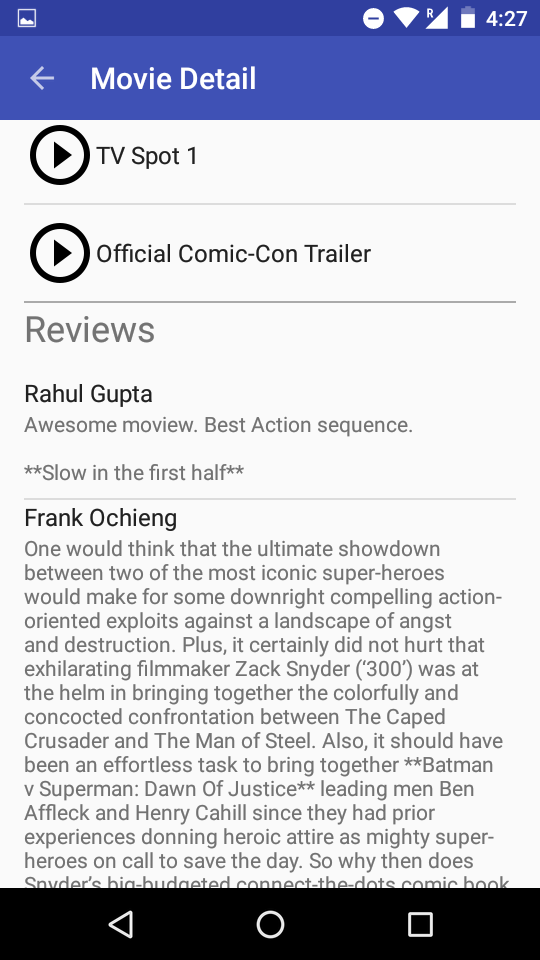 R 4:27
Movie Detail
TV Spot 1
Official Comic-Con Trailer
Reviews
Rahul Gupta
Awesome moview. Best Action sequence.
**Slow in the first half**
Frank Ochieng
One would think that the ultimate showdown
between two of the most iconic super-heroes
would make for some downright compelling action-
oriented exploits against a landscape of angst
and destruction. Plus, it certainly did not hurt that
exhilarating filmmaker Zack Snyder (‘300’) was at
the helm in bringing together the colorfully and
concocted confrontation between The Caped
Crusader and The Man of Steel. Also, it should have
been an effortless task to bring together **Batman
v Superman: Dawn Of Justice** leading men Ben
Affleck and Henry Cahill since they had prior
experiences donning heroic attire as mighty super-
heroes on call to save the day. So why then does
Snyder’s big-budgeted connect-the-dots comic book